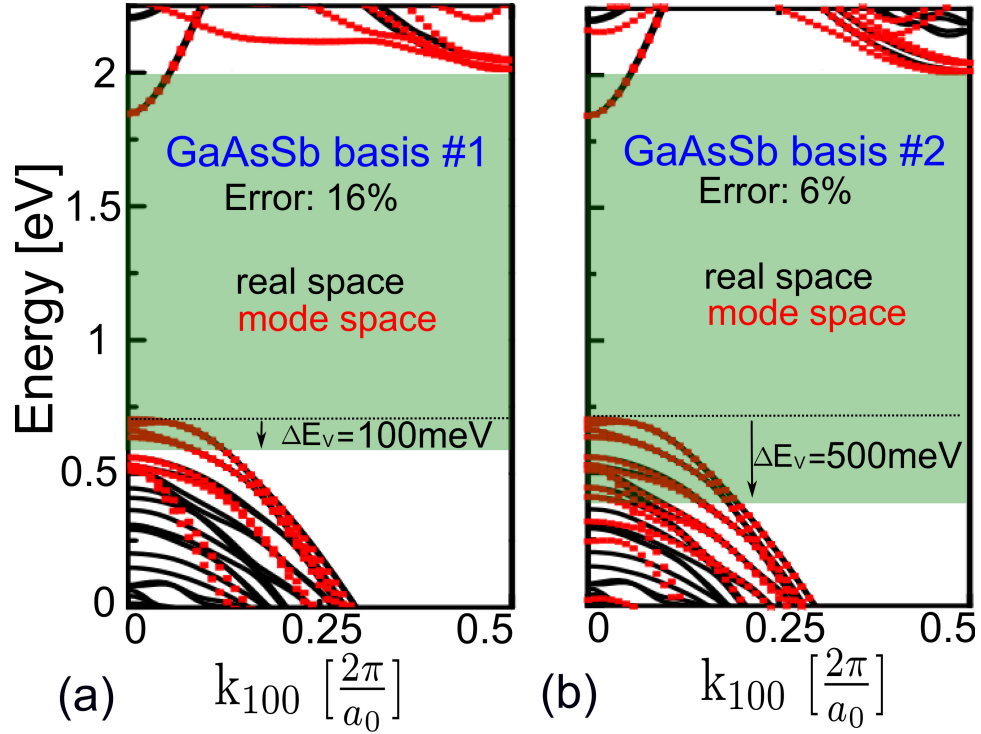 Energy [eV]
2
1.5
1
0.5
0
GaAsSb basis #1
Error: 16%
real space
mode space
ΔEᵥ=100meV
0 0.25 0.5
(a) k₁₀₀ [2π/a₀]
GaAsSb basis #2
Error: 6%
real space
mode space
ΔEᵥ=500meV
0 0.25 0.5
(b) k₁₀₀ [2π/a₀]